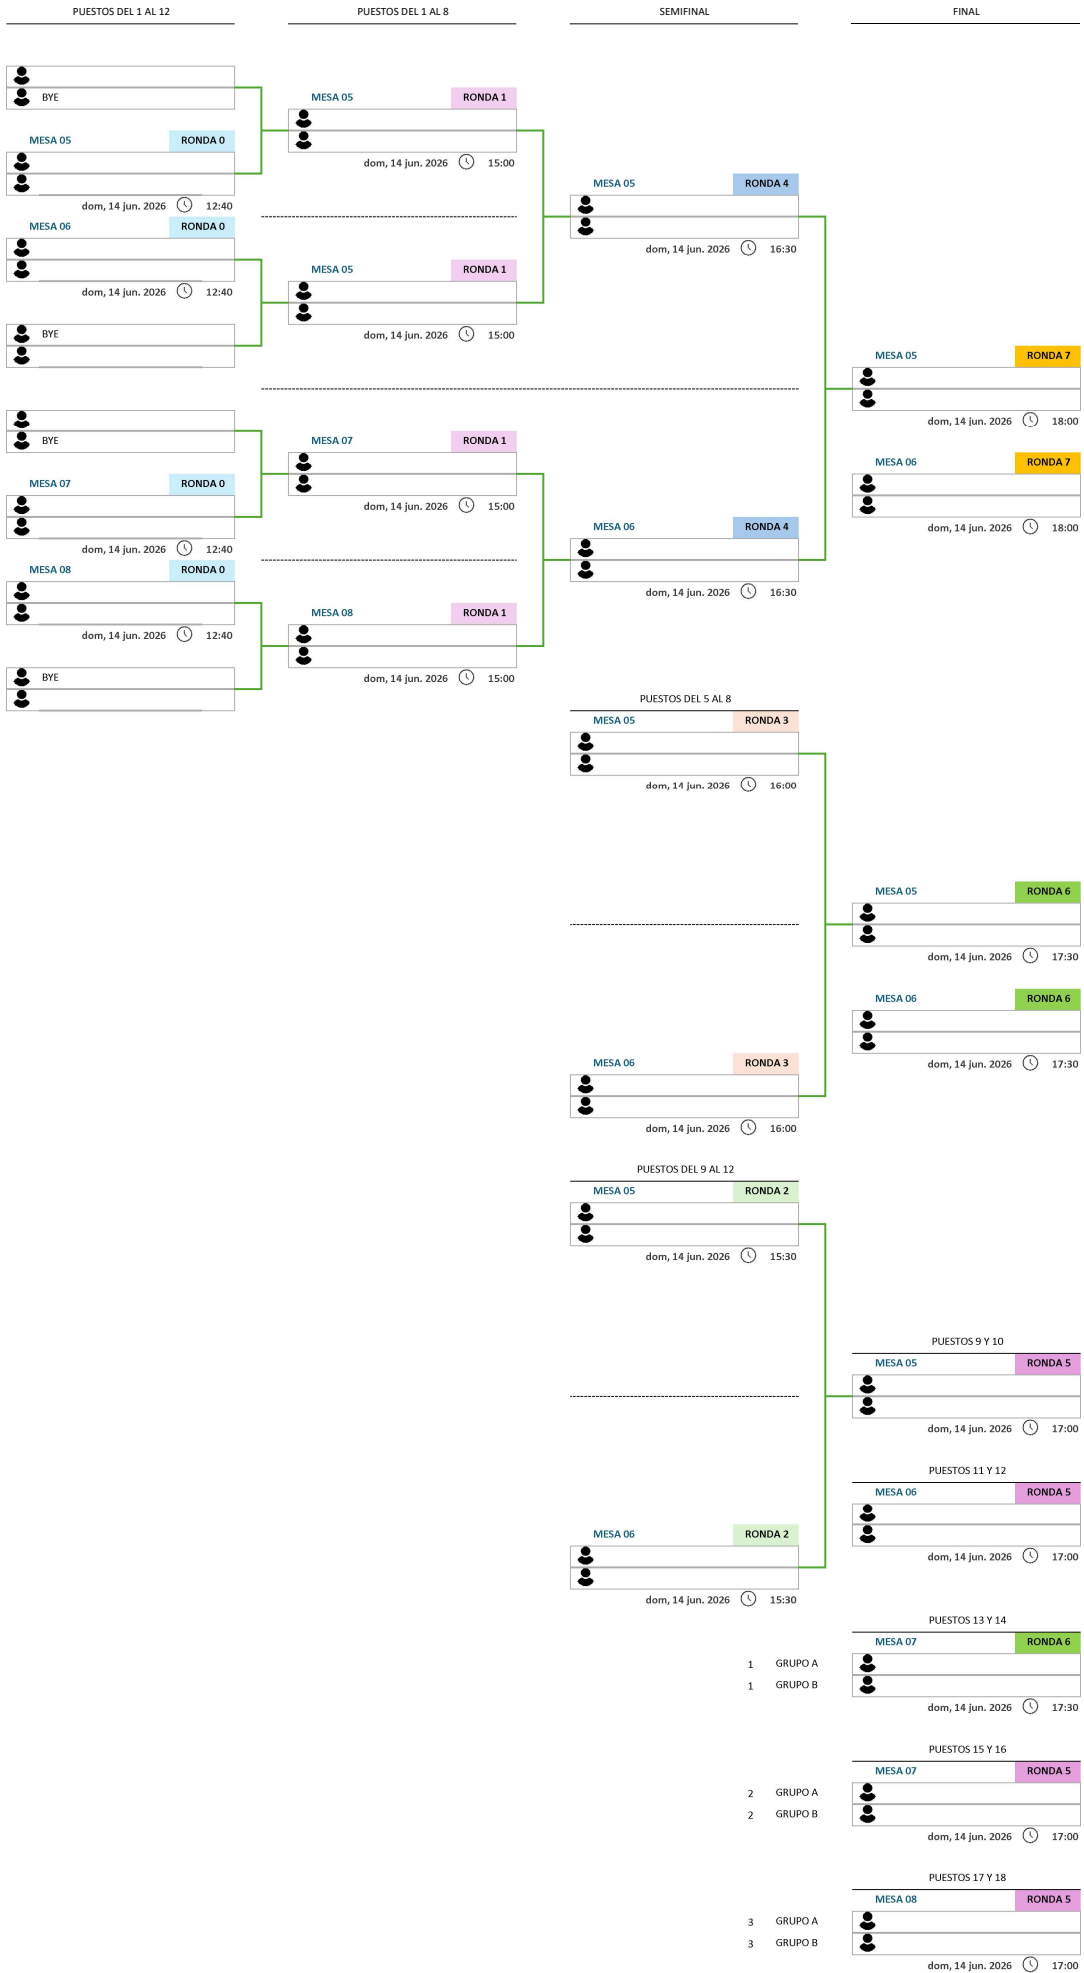 PUESTOS DEL 1 AL 12
PUESTOS DEL 1 AL 8
SEMIFINAL
FINAL
BYE
MESA 05 RONDA 0
dom, 14 jun. 2026 12:40
MESA 06 RONDA 0
dom, 14 jun. 2026 12:40
BYE
BYE
MESA 07 RONDA 0
dom, 14 jun. 2026 12:40
MESA 08 RONDA 0
dom, 14 jun. 2026 12:40
BYE
MESA 05 RONDA 1
dom, 14 jun. 2026 15:00
MESA 05 RONDA 1
dom, 14 jun. 2026 15:00
MESA 07 RONDA 1
dom, 14 jun. 2026 15:00
MESA 08 RONDA 1
dom, 14 jun. 2026 15:00
MESA 05 RONDA 4
dom, 14 jun. 2026 16:30
MESA 06 RONDA 4
dom, 14 jun. 2026 16:30
MESA 05 RONDA 7
dom, 14 jun. 2026 18:00
MESA 06 RONDA 7
dom, 14 jun. 2026 18:00
PUESTOS DEL 5 AL 8
MESA 05 RONDA 3
dom, 14 jun. 2026 16:00
MESA 06 RONDA 3
dom, 14 jun. 2026 16:00
MESA 05 RONDA 6
dom, 14 jun. 2026 17:30
MESA 06 RONDA 6
dom, 14 jun. 2026 17:30
PUESTOS DEL 9 AL 12
MESA 05 RONDA 2
dom, 14 jun. 2026 15:30
MESA 06 RONDA 2
dom, 14 jun. 2026 15:30
PUESTOS 9 Y 10
MESA 05 RONDA 5
dom, 14 jun. 2026 17:00
PUESTOS 11 Y 12
MESA 06 RONDA 5
dom, 14 jun. 2026 17:00
PUESTOS 13 Y 14
MESA 07 RONDA 6
1 GRUPO A
1 GRUPO B
dom, 14 jun. 2026 17:30
PUESTOS 15 Y 16
MESA 07 RONDA 5
2 GRUPO A
2 GRUPO B
dom, 14 jun. 2026 17:00
PUESTOS 17 Y 18
MESA 08 RONDA 5
3 GRUPO A
3 GRUPO B
dom, 14 jun. 2026 17:00